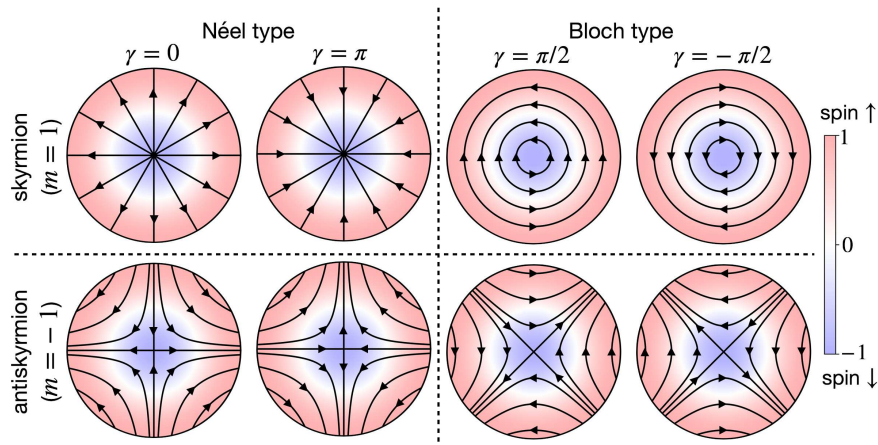 Néel type
Bloch type
γ = 0
γ = π
γ = π/2
γ = − π/2
skyrmion
(m = 1)
spin ↑
1
0
−1
spin ↓
antiskyrmion
(m = − 1)